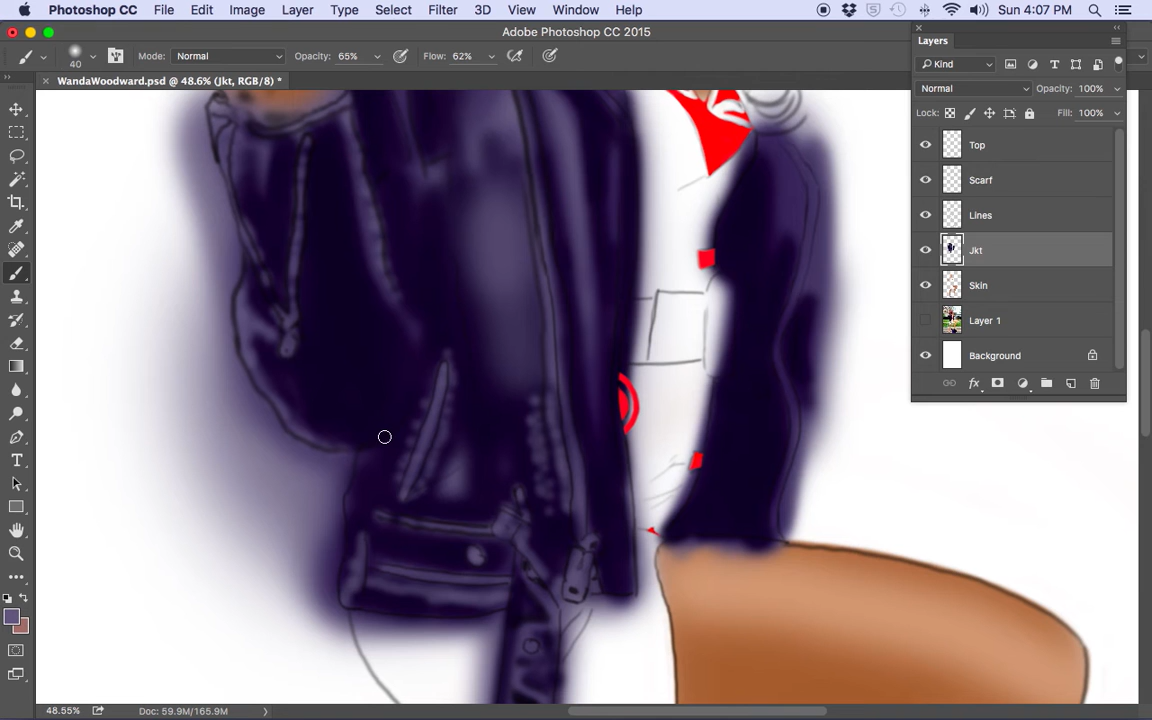 Photoshop CC File Edit Image Layer Type Select Filter 3D View Window Help Sun 4:07 PM
Adobe Photoshop CC 2015
40 Mode: Normal Opacity: 65% Flow: 62%
WandaWoodward.psd @ 48.6% (Jkt, RGB/8) *
Layers
Kind
Normal Opacity: 100%
Lock: Fill: 100%
Top
Scarf
Lines
Jkt
Skin
Layer 1
Background
fx
48.55% Doc: 59.9M/165.9M